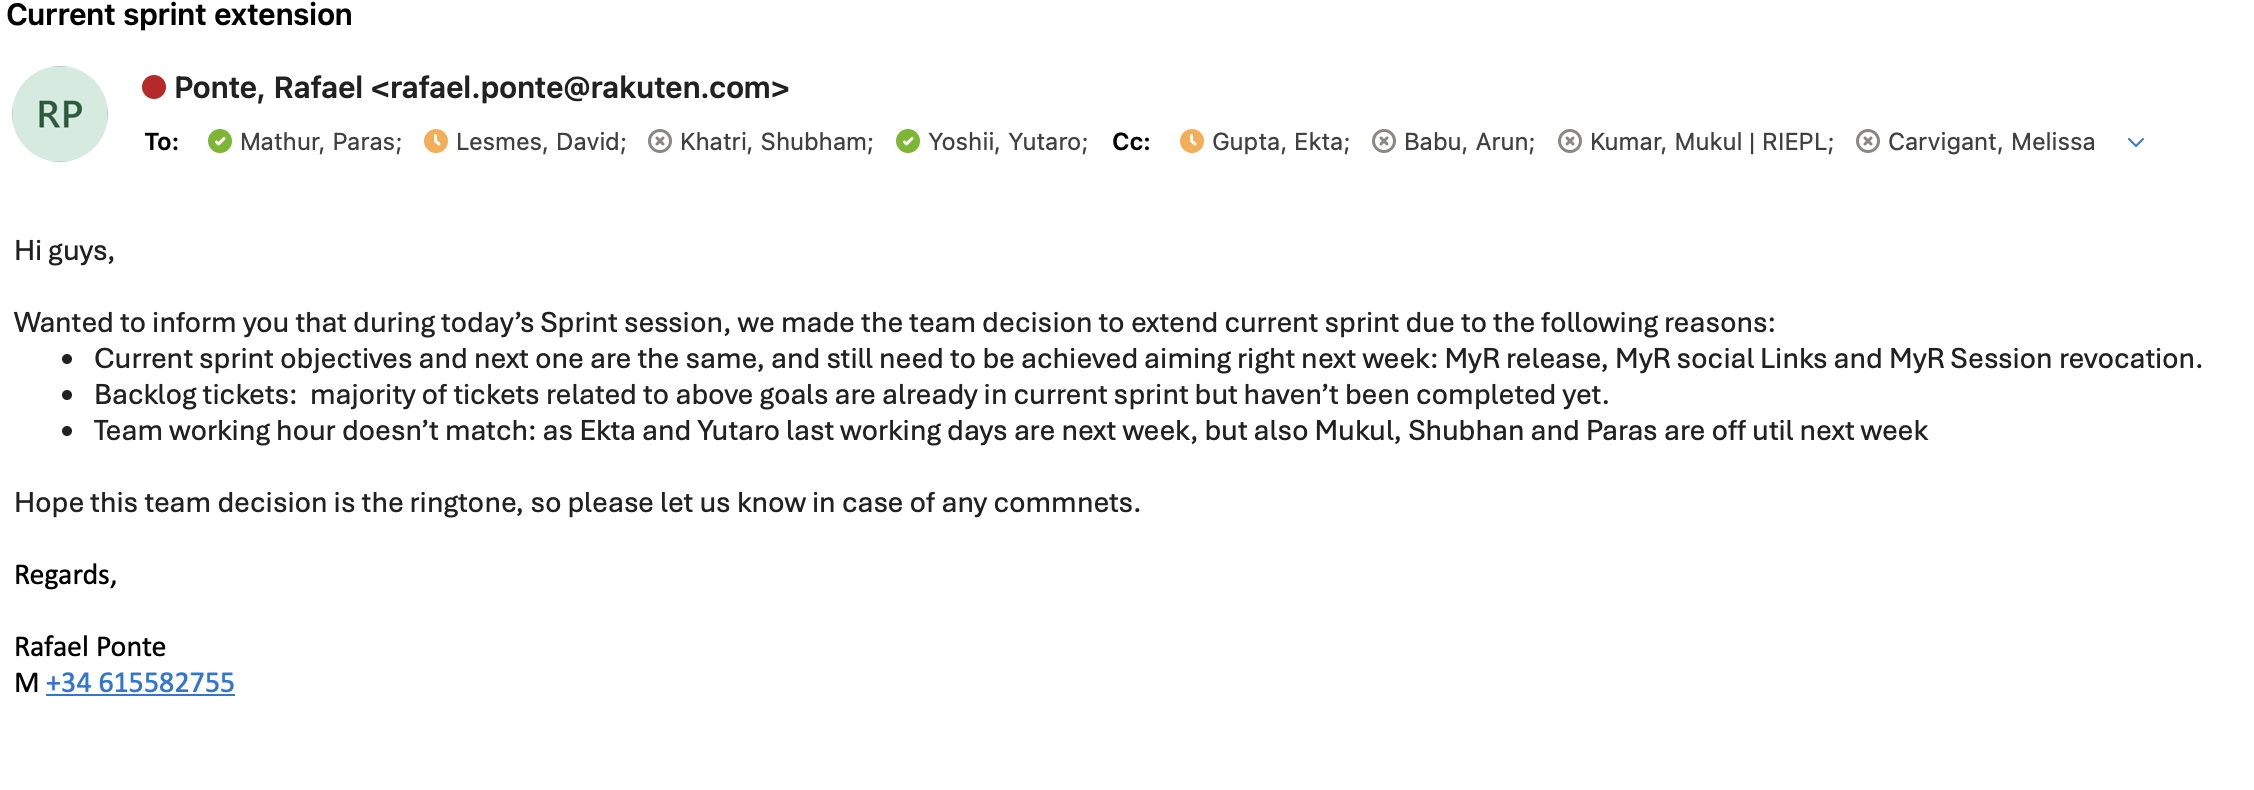 Current sprint extension
RP
Ponte, Rafael <rafael.ponte@rakuten.com>
To: Mathur, Paras; Lesmes, David; Khatri, Shubham; Yoshii, Yutaro; Cc: Gupta, Ekta; Babu, Arun; Kumar, Mukul | RIEPL; Carvigant, Melissa
Hi guys,
Wanted to inform you that during today’s Sprint session, we made the team decision to extend current sprint due to the following reasons:
• Current sprint objectives and next one are the same, and still need to be achieved aiming right next week: MyR release, MyR social Links and MyR Session revocation.
• Backlog tickets:  majority of tickets related to above goals are already in current sprint but haven’t been completed yet.
• Team working hour doesn’t match: as Ekta and Yutaro last working days are next week, but also Mukul, Shubhan and Paras are off util next week
Hope this team decision is the ringtone, so please let us know in case of any commnets.
Regards,
Rafael Ponte
M +34 615582755